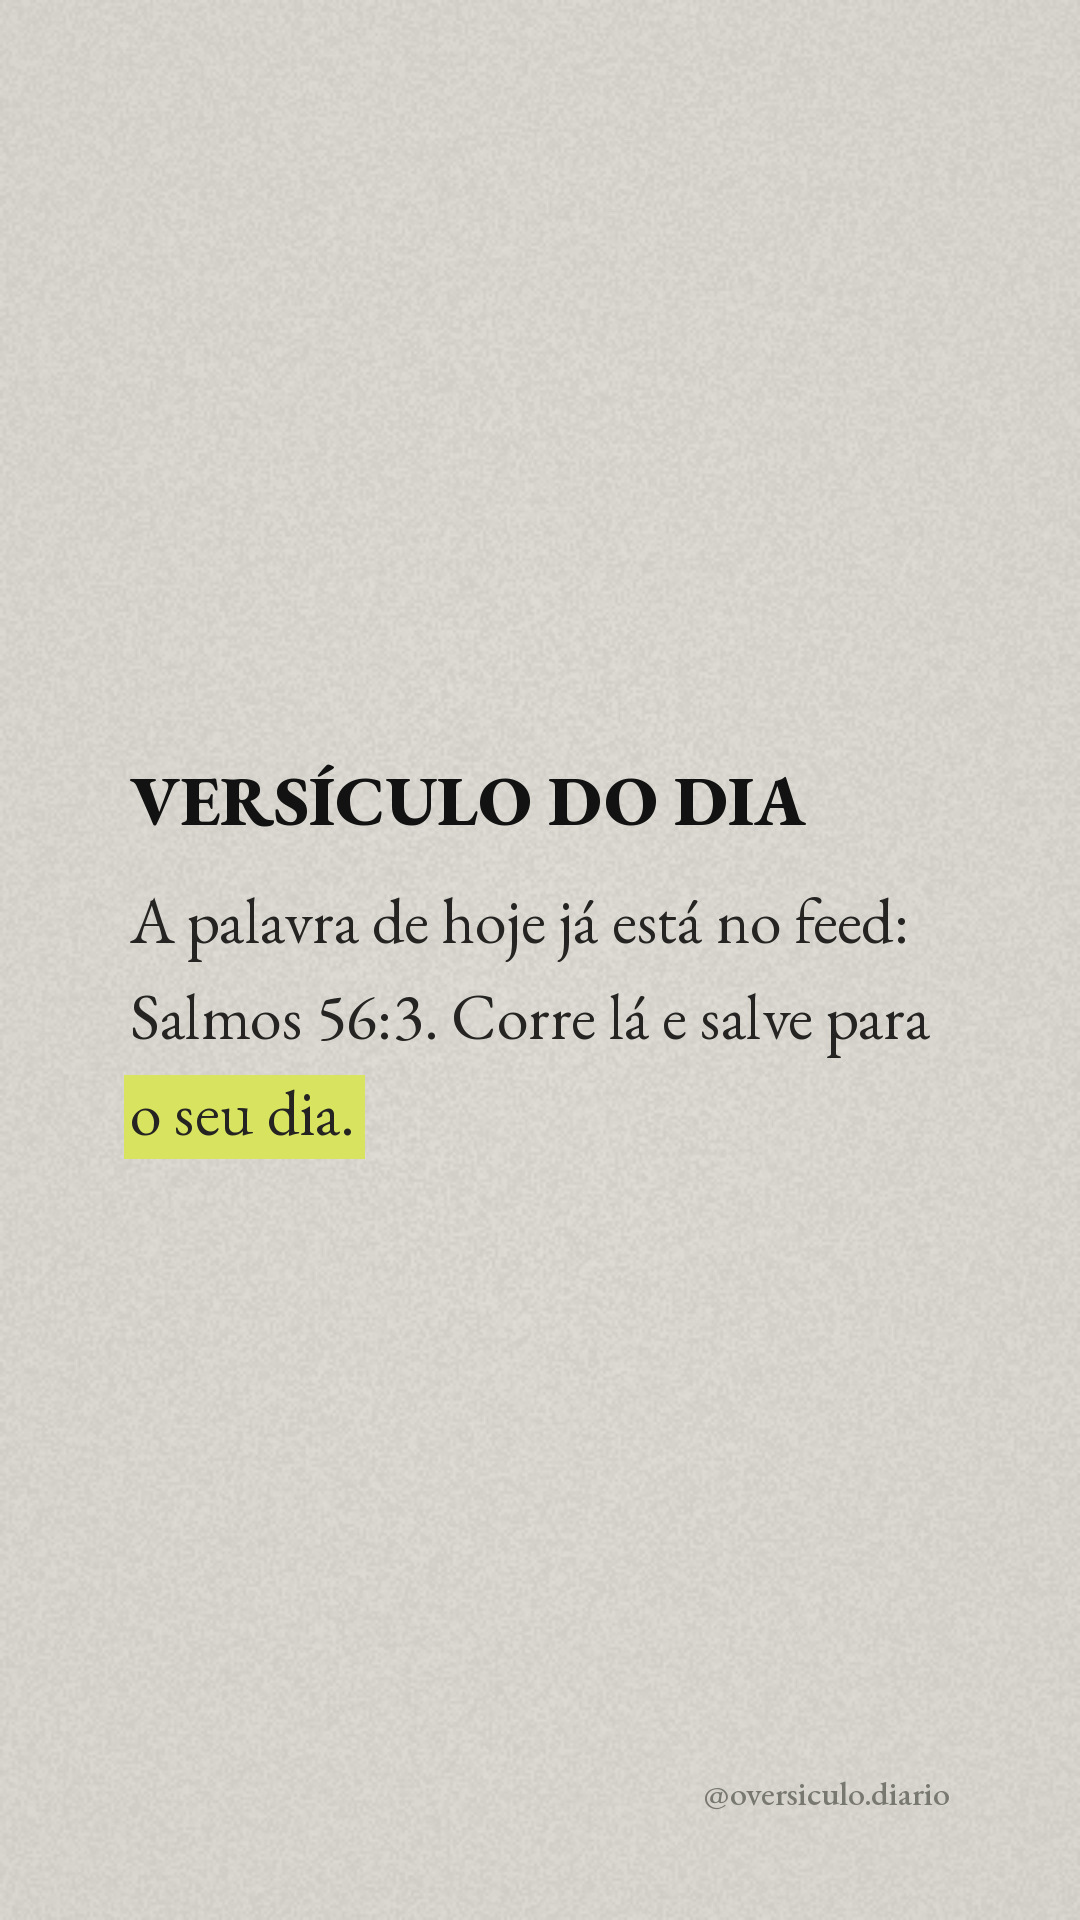 VERSÍCULO DO DIA
A palavra de hoje já está no feed:
Salmos 56:3. Corre lá e salve para
o seu dia.
@oversiculo.diario